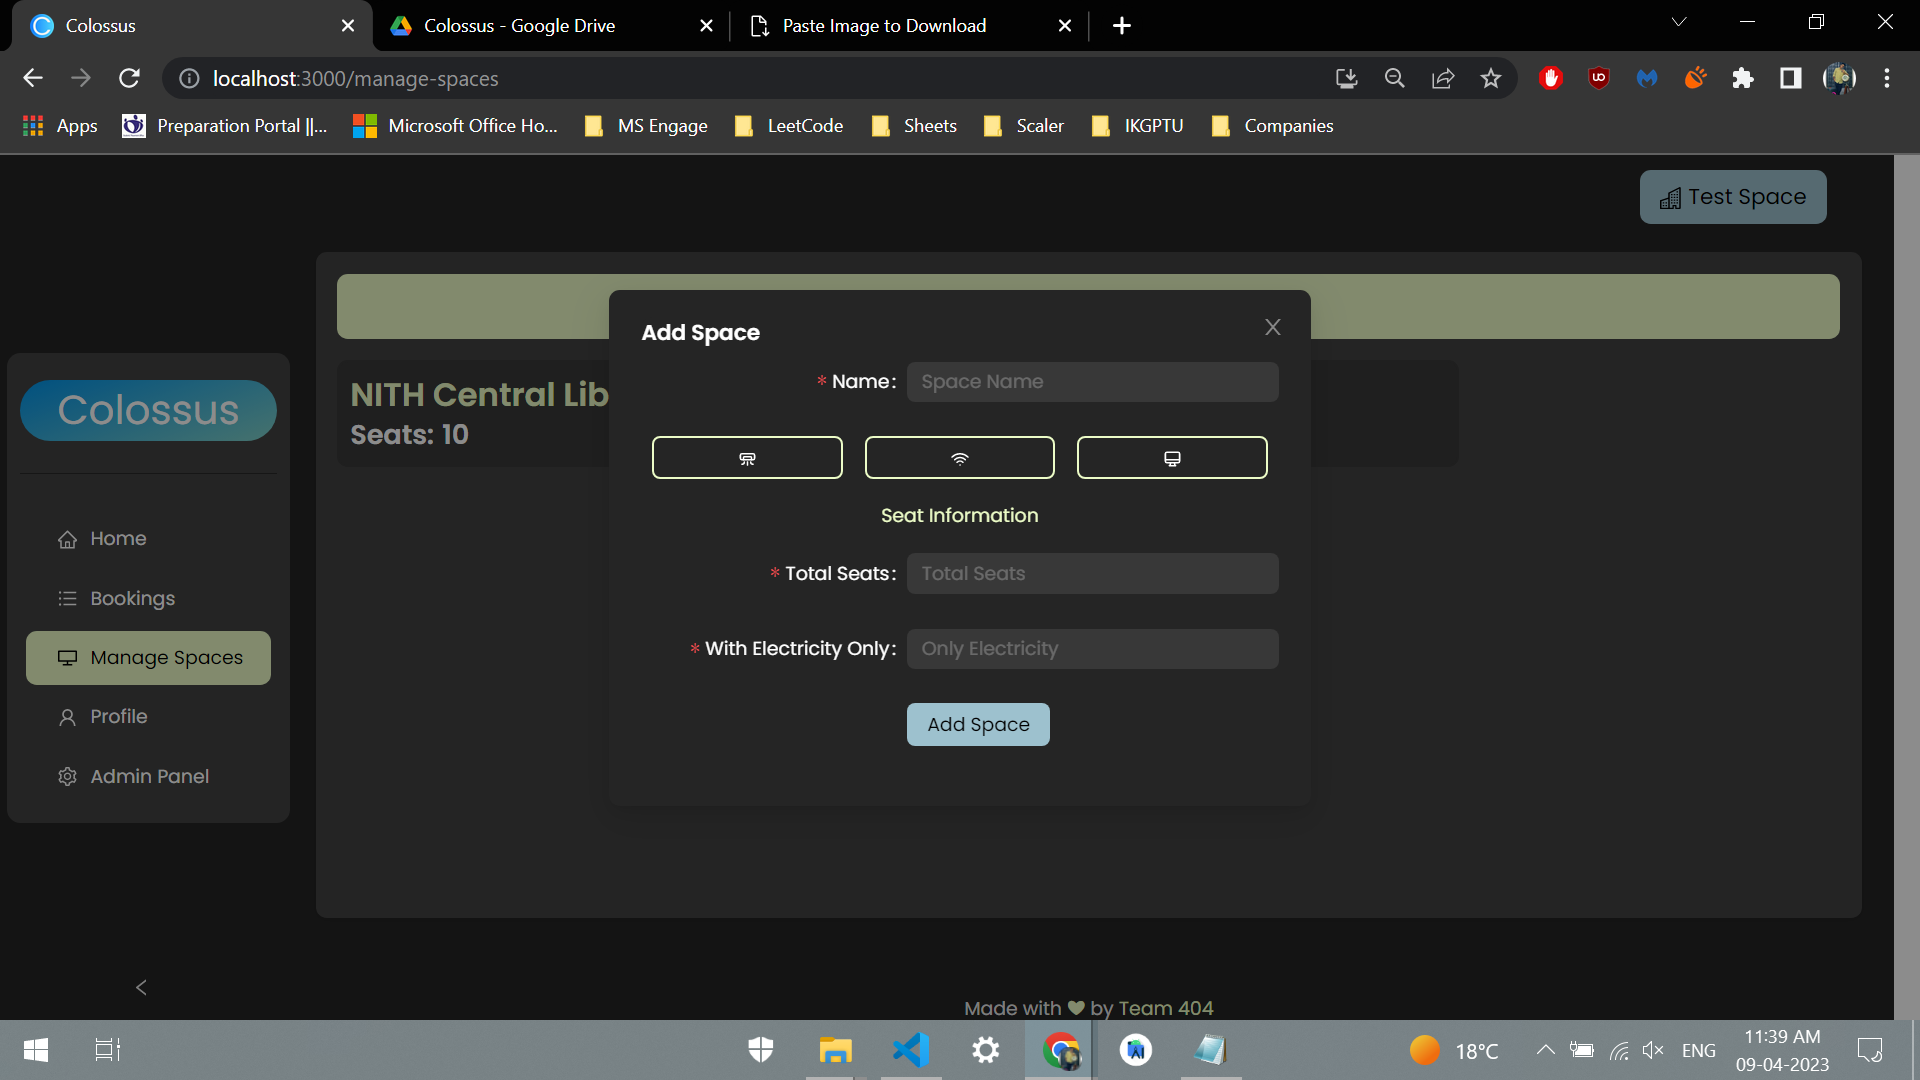 Colossus
Colossus - Google Drive
Paste Image to Download
localhost:3000/manage-spaces
Apps
Preparation Portal ||...
Microsoft Office Ho...
MS Engage
LeetCode
Sheets
Scaler
IKGPTU
Companies
Test Space
Colossus
Home
Bookings
Manage Spaces
Profile
Admin Panel
NITH Central Lib
Seats: 10
Add Space
X
* Name:
Space Name
Seat Information
* Total Seats:
Total Seats
* With Electricity Only:
Only Electricity
Add Space
Made with by Team 404
18°C
ENG
11:39 AM
09-04-2023